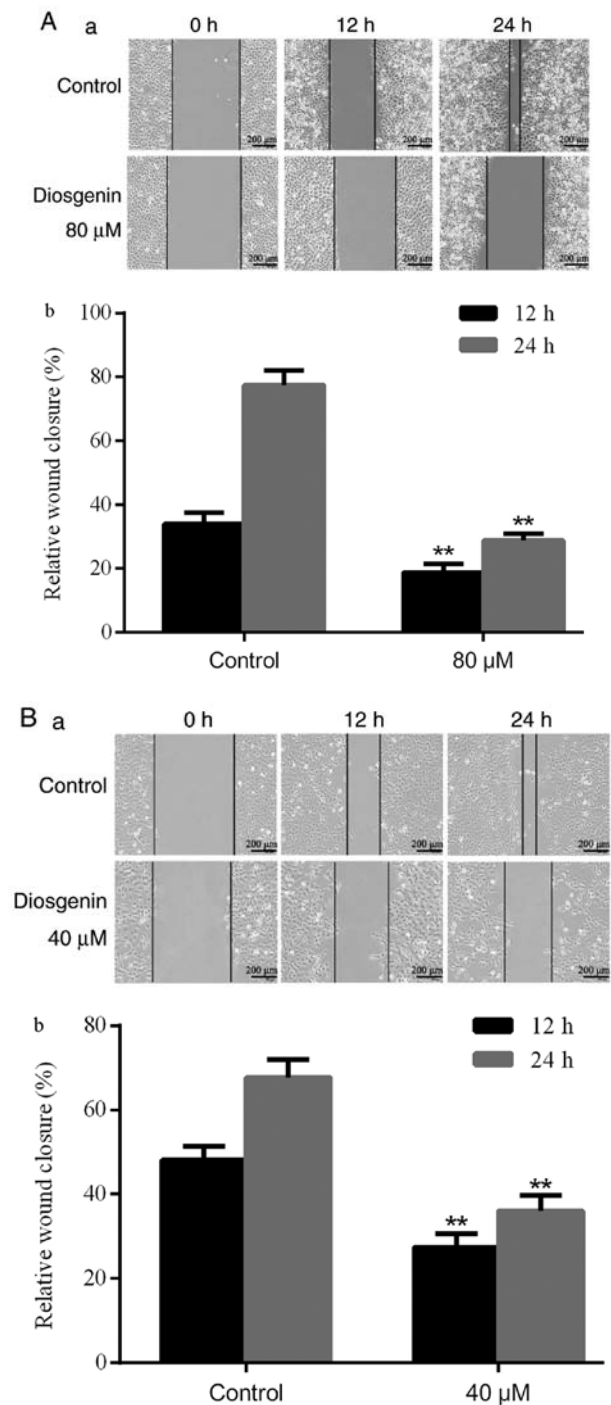 A a 0 h 12 h 24 h
Control
200 µm 200 µm 200 µm
Diosgenin
80 µM
200 µm 200 µm 200 µm
b
Relative wound closure (%)
100
80
60
40
20
0
12 h
24 h
** **
Control 80 µM
B a 0 h 12 h 24 h
Control
200 µm 200 µm 200 µm
Diosgenin
40 µM
200 µm 200 µm 200 µm
b
Relative wound closure (%)
80
60
40
20
0
12 h
24 h
** **
Control 40 µM